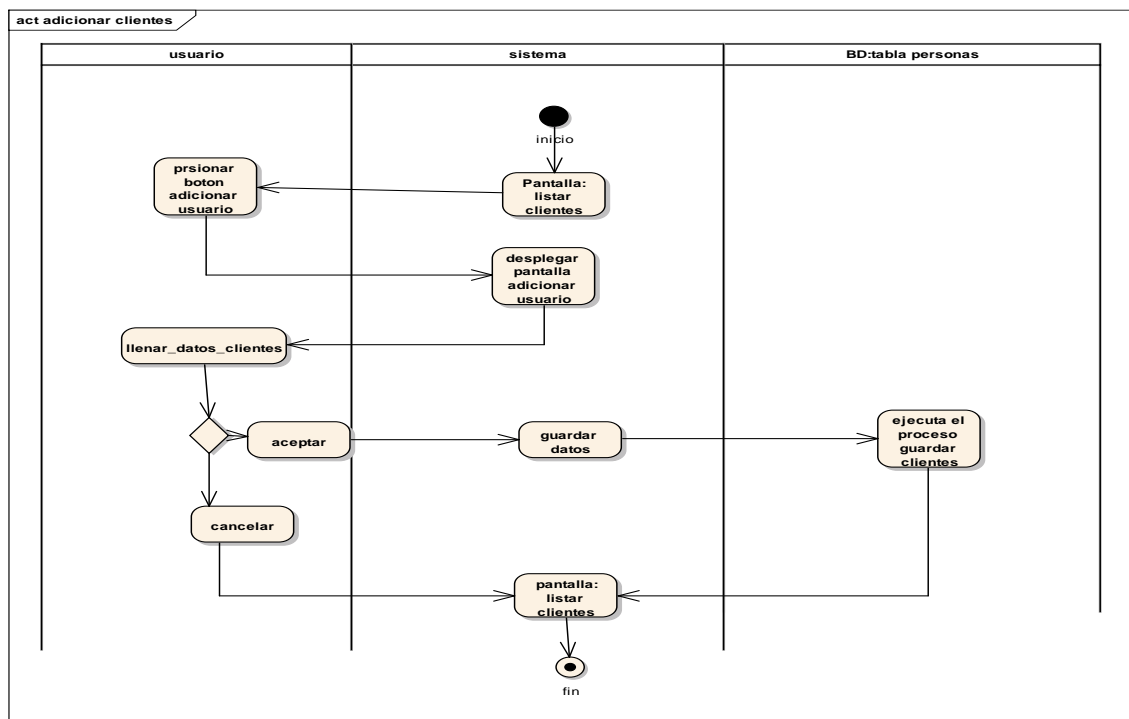 act adicionar clientes
usuario
sistema
BD:tabla personas
inicio
Pantalla:
listar
clientes
prsionar
boton
adicionar
usuario
desplegar
pantalla
adicionar
usuario
llenar_datos_clientes
aceptar
guardar
datos
ejecuta el
proceso
guardar
clientes
cancelar
pantalla:
listar
clientes
fin